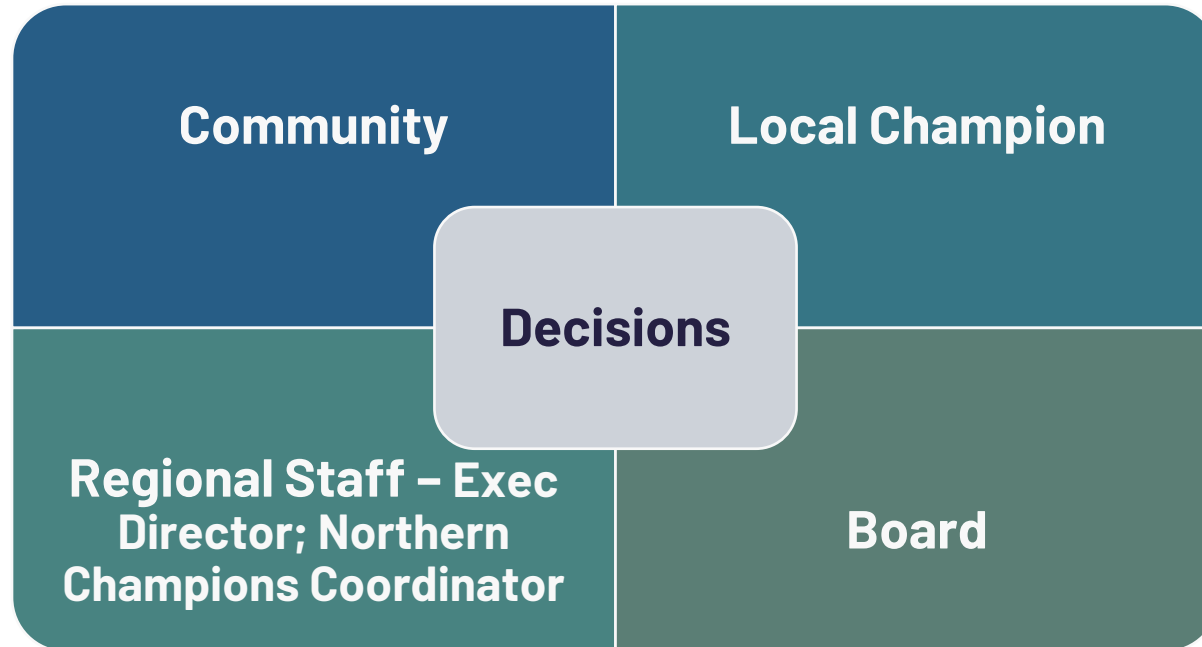 Community
Local Champion
Decisions
Regional Staff – Exec
Director; Northern
Champions Coordinator
Board